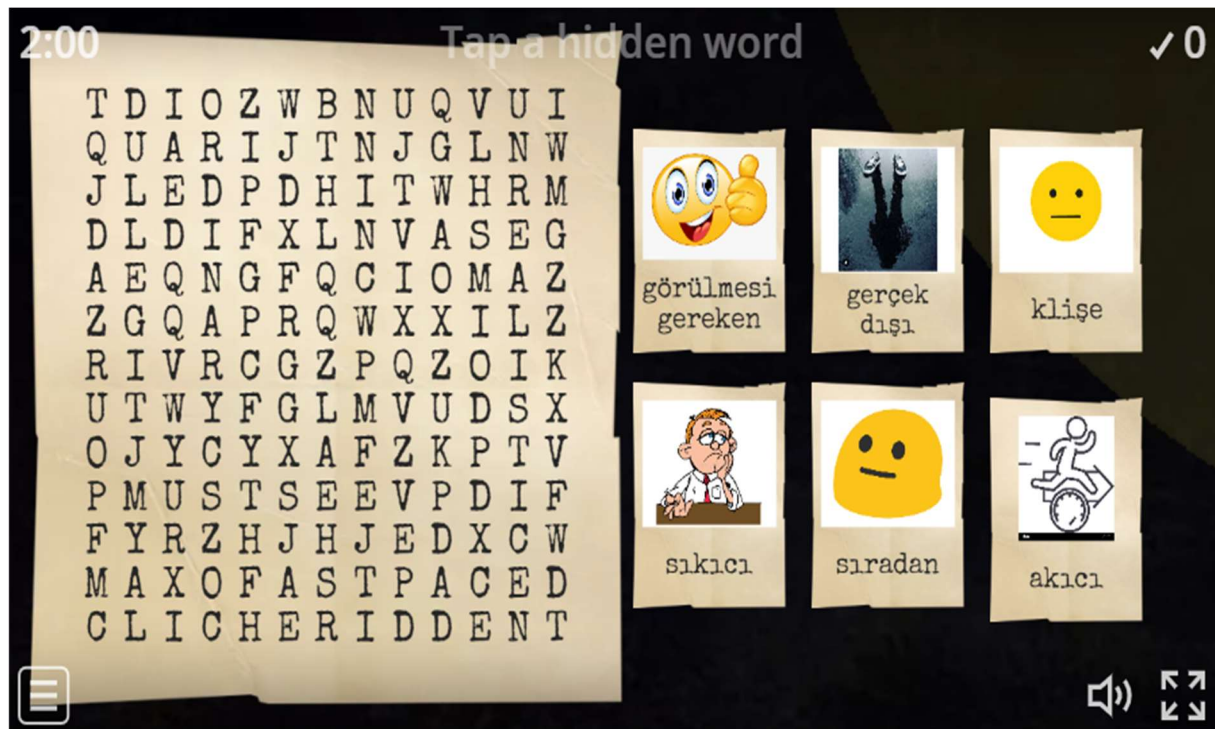 2:00 Tap a hidden word ✓ 0
T D I O Z W B N U Q V U I
Q U A R I J T N J G L N W
J L E D P D H I T W H R M
D L D I F X L N V A S E G
A E Q N G F Q C I O M A Z
Z G Q A P R Q W X X I L Z
R I V R C G Z P Q Z O I K
U T W Y F G L M V U D S X
O J Y C Y X A F Z K P T V
P M U S T S E E V P D I F
F Y R Z H J H J E D X C W
M A X O F A S T P A C E D
C L I C H E R I D D E N T
görülmesi
gereken
gerçek
dışı
klişe
sıkıcı
sıradan
akıcı